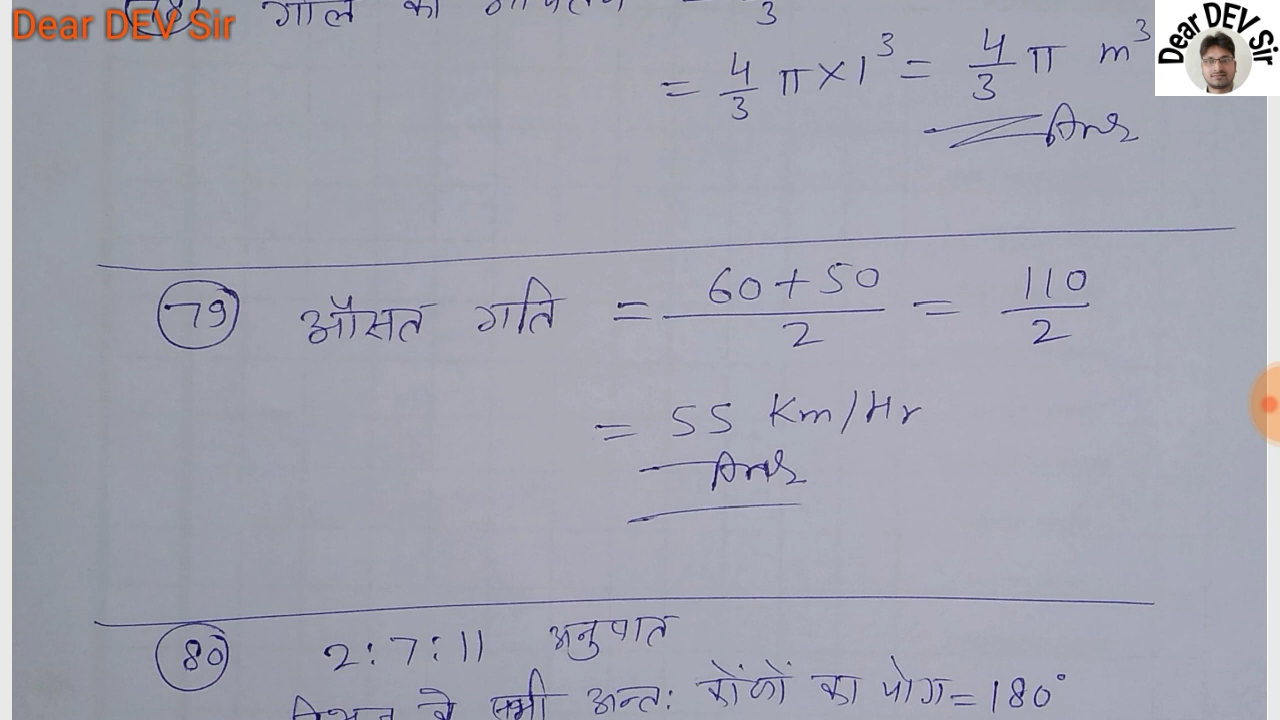 Dear DEV Sir
Dear DEV Sir
गोले का = 3
= 4/3 π × 1³ = 4/3 π m³
Ans
79 औसत गति = 60+50/2 = 110/2
= 55 Km/Hr
Ans
80 2:7:11 अनुपात
के सभी अन्त: कोंणों का योग = 180°